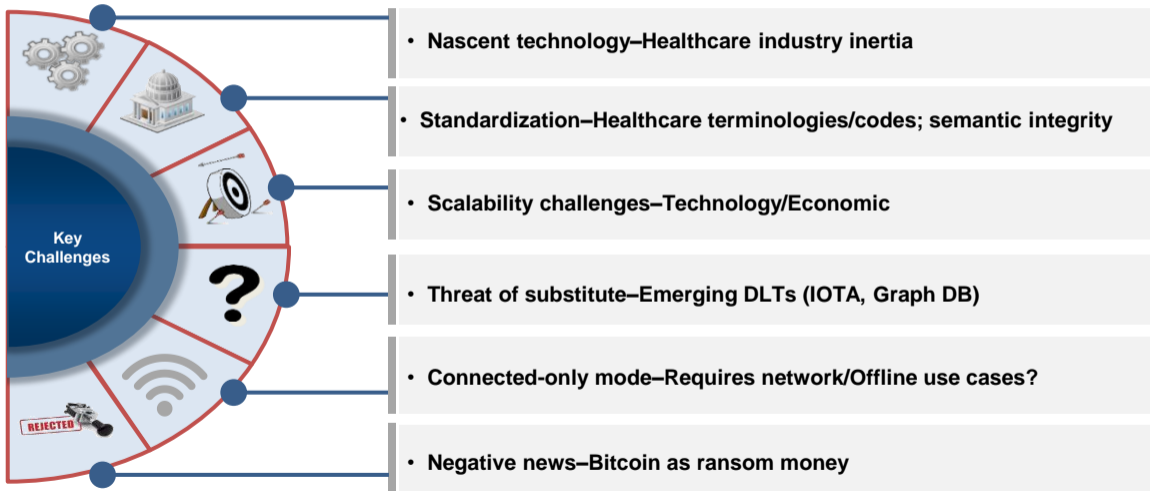 Key
Challenges
• Nascent technology–Healthcare industry inertia
• Standardization–Healthcare terminologies/codes; semantic integrity
• Scalability challenges–Technology/Economic
• Threat of substitute–Emerging DLTs (IOTA, Graph DB)
• Connected-only mode–Requires network/Offline use cases?
• Negative news–Bitcoin as ransom money
?
REJECTED